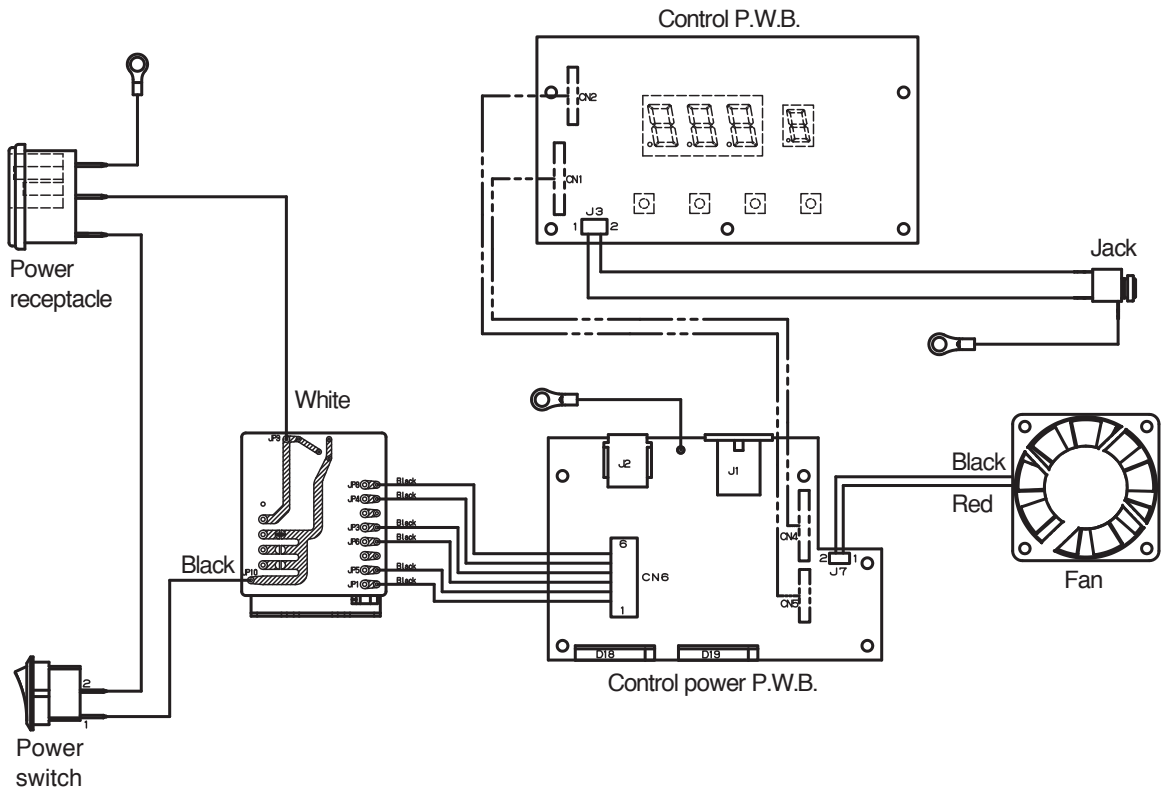 Control P.W.B.
CN2
CN1
J3
1
2
Power
receptacle
Jack
White
JP9
JP8
Black
JP4
Black
JP3
Black
JP6
Black
JP5
Black
JP1
Black
Black
JP10
J2
J1
6
CN6
1
CN4
CN5
2
1
J7
Black
Red
Fan
D18
D19
Control power P.W.B.
2
1
Power
switch